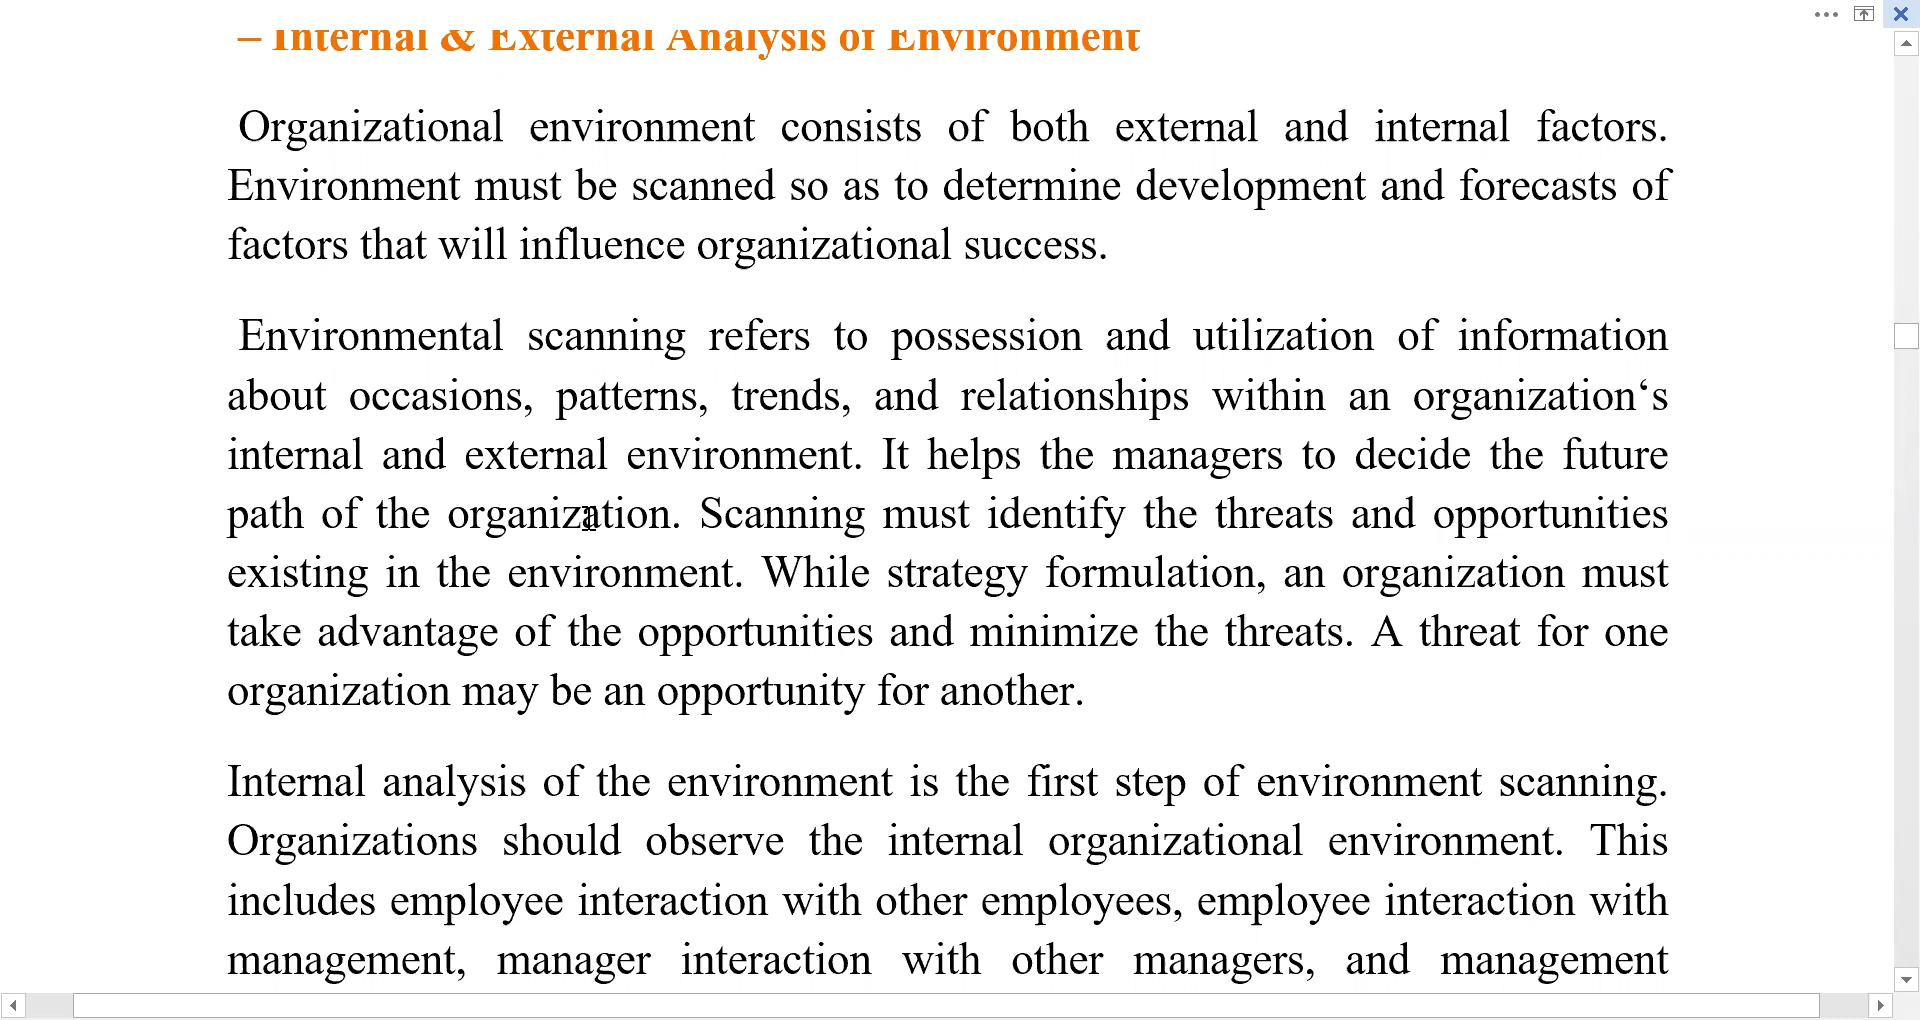 – Internal & External Analysis of Environment
Organizational environment consists of both external and internal factors.
Environment must be scanned so as to determine development and forecasts of
factors that will influence organizational success.
Environmental scanning refers to possession and utilization of information
about occasions, patterns, trends, and relationships within an organization‘s
internal and external environment. It helps the managers to decide the future
path of the organization. Scanning must identify the threats and opportunities
existing in the environment. While strategy formulation, an organization must
take advantage of the opportunities and minimize the threats. A threat for one
organization may be an opportunity for another.
Internal analysis of the environment is the first step of environment scanning.
Organizations should observe the internal organizational environment. This
includes employee interaction with other employees, employee interaction with
management, manager interaction with other managers, and management